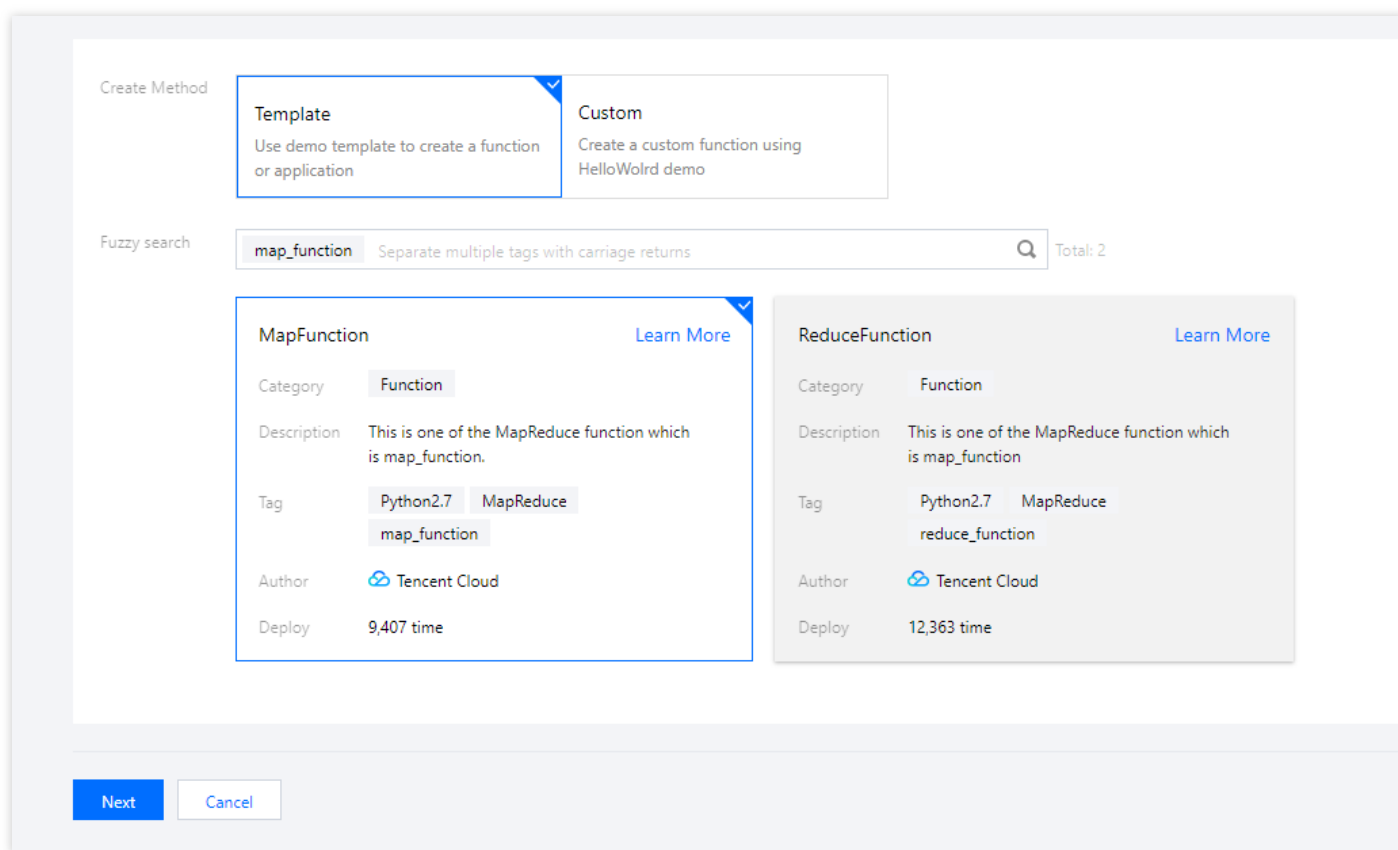 Create Method
Template
Use demo template to create a function
or application
Custom
Create a custom function using
HelloWolrd demo
Fuzzy search
map_function Separate multiple tags with carriage returns
Total: 2
MapFunction Learn More
Category Function
Description This is one of the MapReduce function which
is map_function.
Tag Python2.7 MapReduce
map_function
Author Tencent Cloud
Deploy 9,407 time
ReduceFunction Learn More
Category Function
Description This is one of the MapReduce function which
is map_function
Tag Python2.7 MapReduce
reduce_function
Author Tencent Cloud
Deploy 12,363 time
Next Cancel